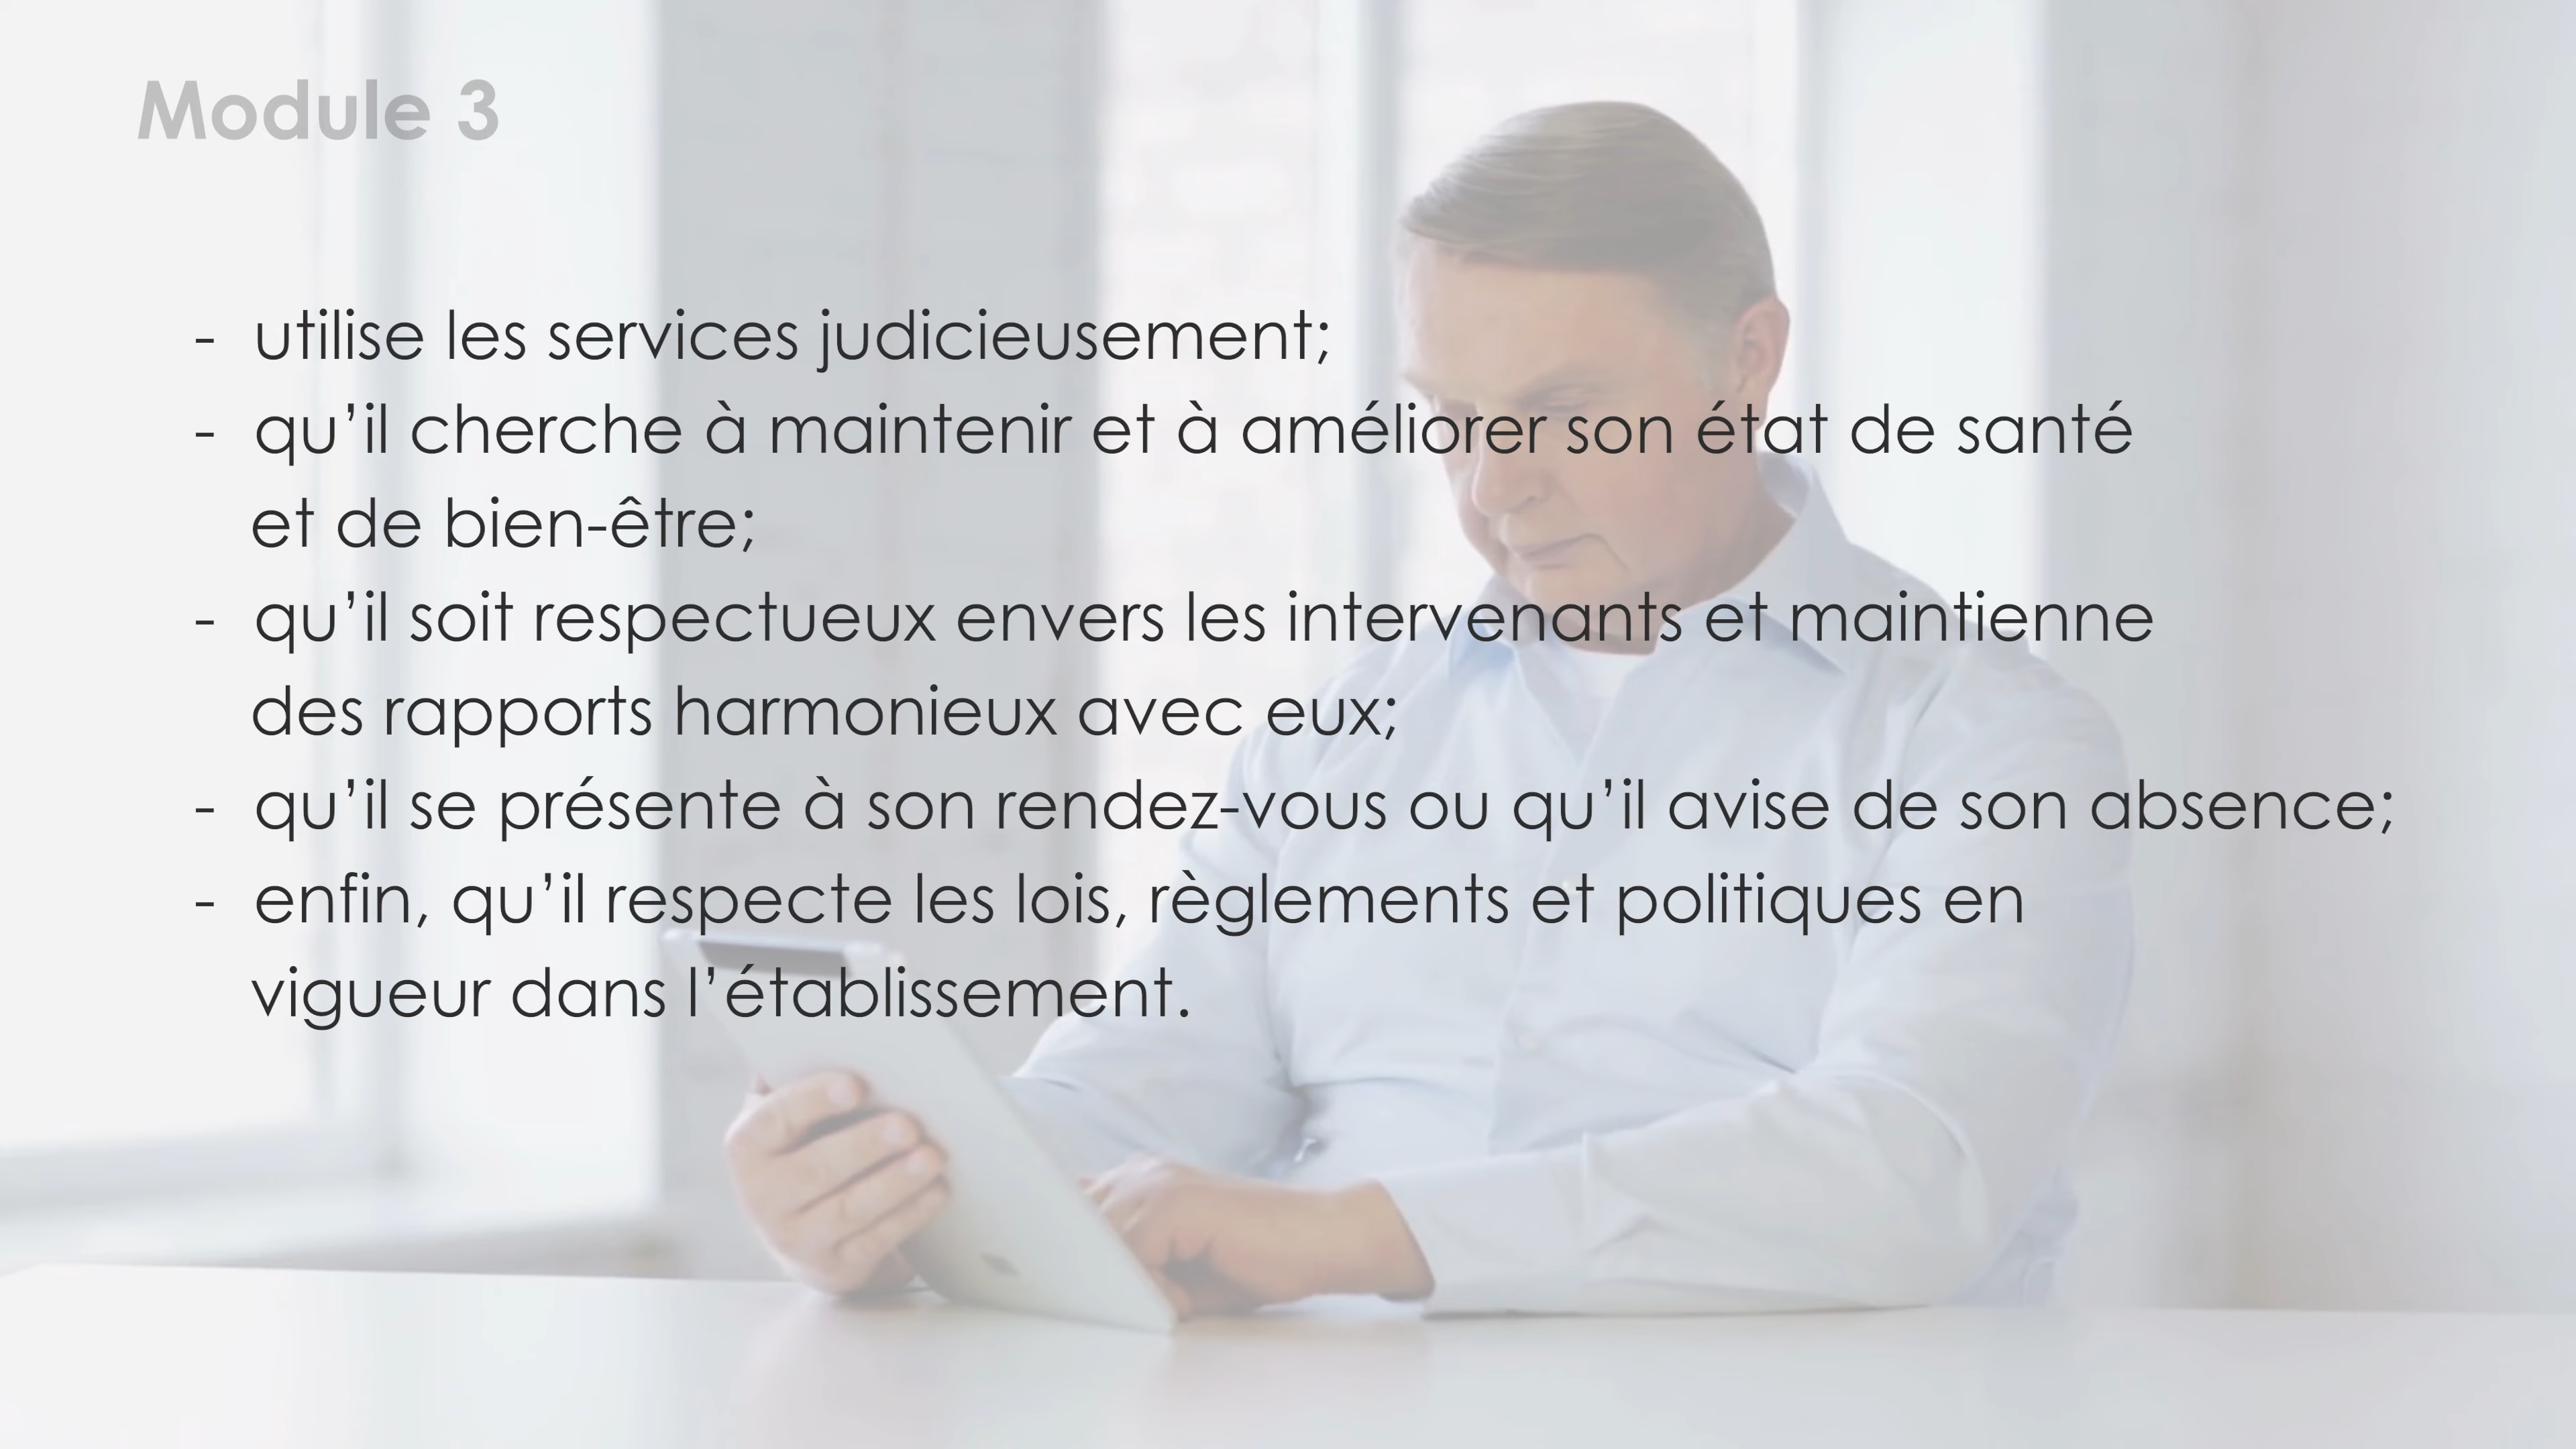 Module 3
- utilise les services judicieusement;
- qu’il cherche à maintenir et à améliorer son état de santé
et de bien-être;
- qu’il soit respectueux envers les intervenants et maintienne
des rapports harmonieux avec eux;
- qu’il se présente à son rendez-vous ou qu’il avise de son absence;
- enfin, qu’il respecte les lois, règlements et politiques en
vigueur dans l’établissement.